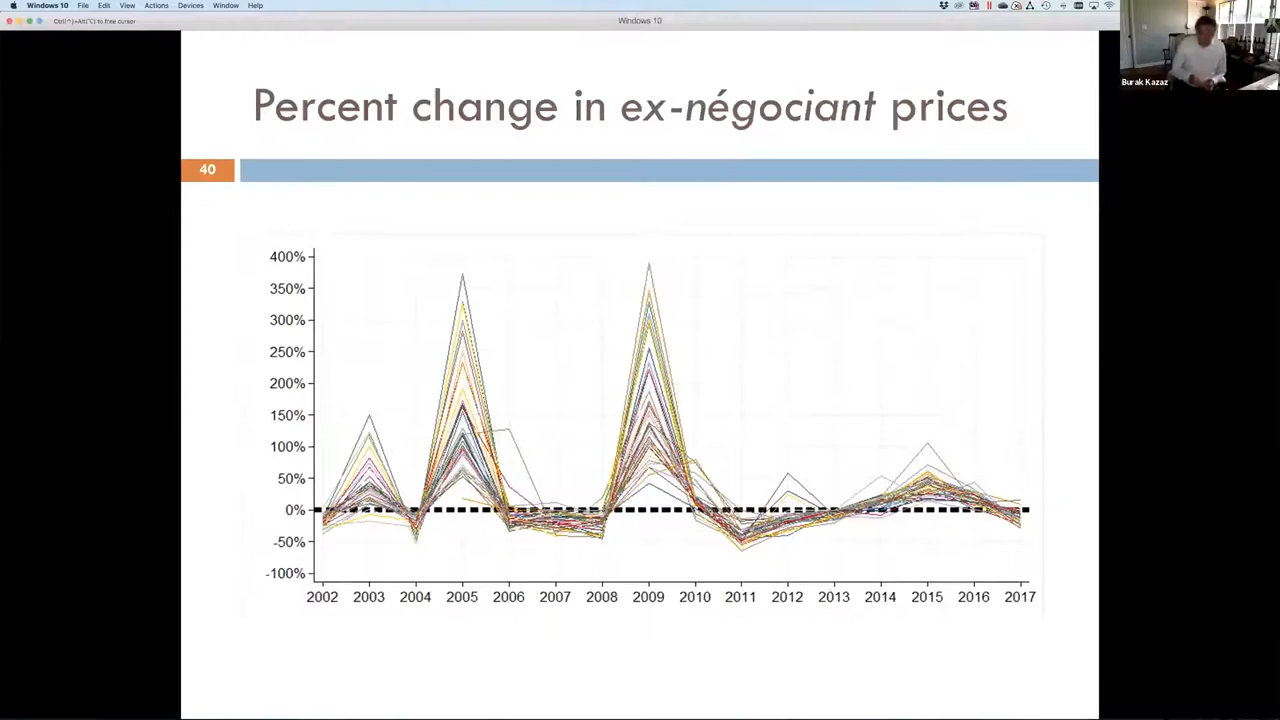 Windows 10 File Edit View Actions Devices Window Help
Ctrl(^)+Alt(⌥) to free cursor
Windows 10
Burak Kazaz
Percent change in ex-négociant prices
40
400%
350%
300%
250%
200%
150%
100%
50%
0%
-50%
-100%
2002 2003 2004 2005 2006 2007 2008 2009 2010 2011 2012 2013 2014 2015 2016 2017